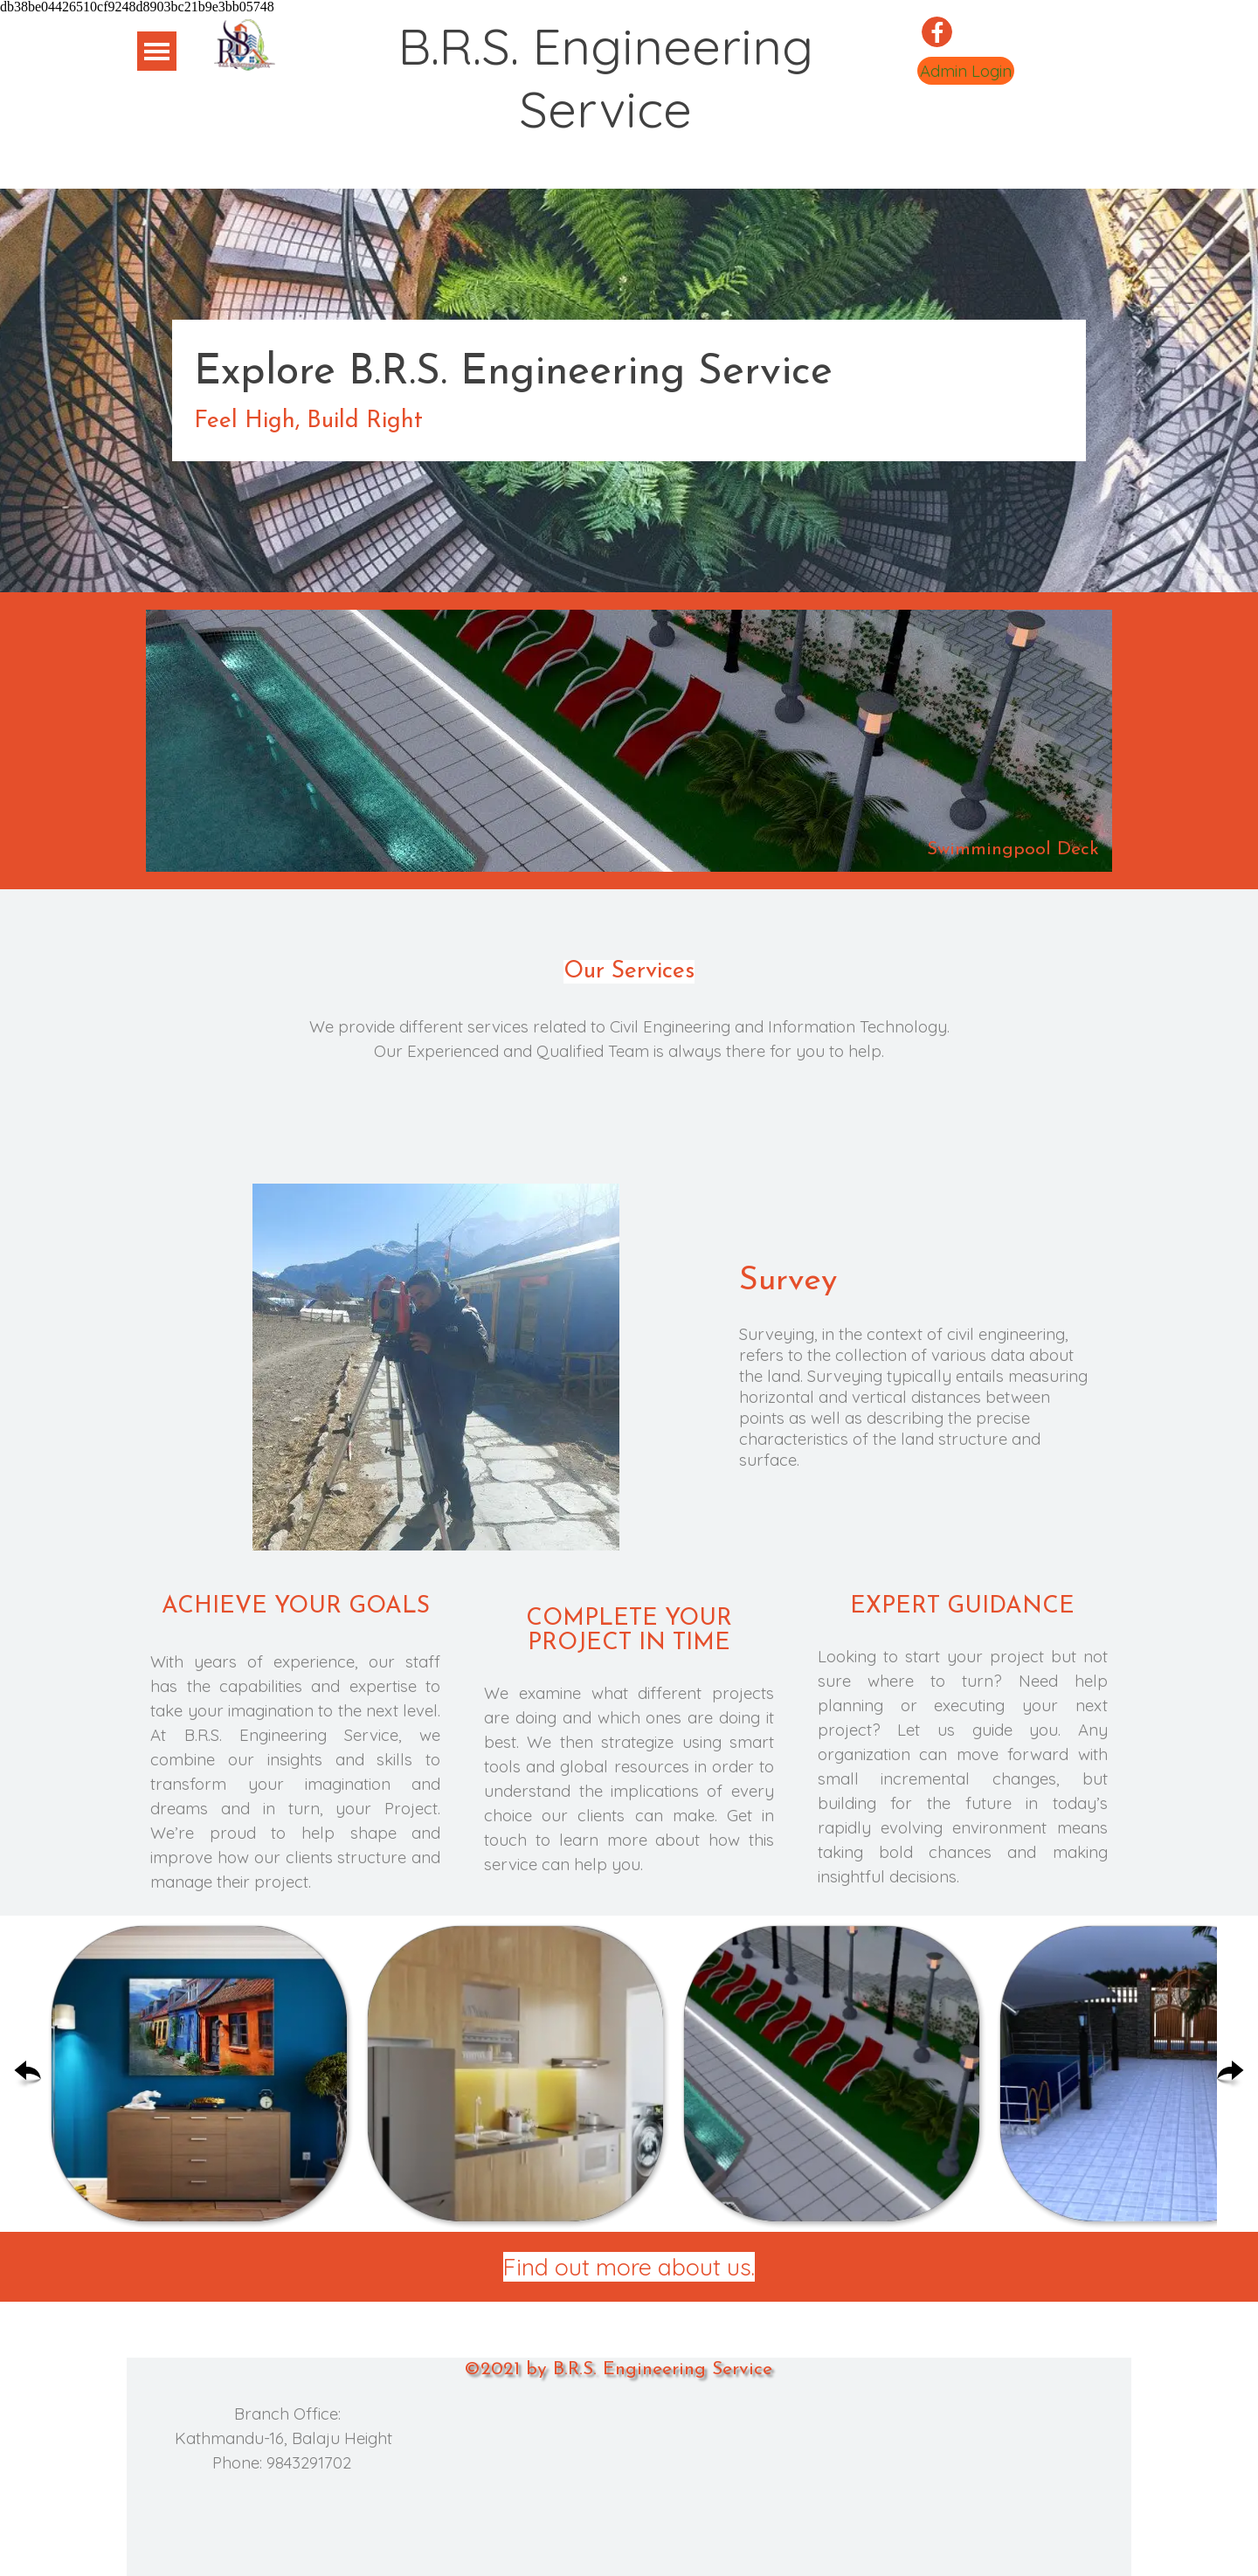 db38be04426510cf9248d8903bc21b9e3bb05748
B.R.S. Engineering
Service
Admin Login
Explore B.R.S. Engineering Service
Feel High, Build Right
Swimmingpool Deck
Our Services
We provide different services related to Civil Engineering and Information Technology.
Our Experienced and Qualified Team is always there for you to help.
Survey
Surveying, in the context of civil engineering,
refers to the collection of various data about
the land. Surveying typically entails measuring
horizontal and vertical distances between
points as well as describing the precise
characteristics of the land structure and
surface.
ACHIEVE YOUR GOALS
With years of experience, our staff
has the capabilities and expertise to
take your imagination to the next level.
At B.R.S. Engineering Service, we
combine our insights and skills to
transform your imagination and
dreams and in turn, your Project.
We're proud to help shape and
improve how our clients structure and
manage their project.
COMPLETE YOUR
PROJECT IN TIME
We examine what different projects
are doing and which ones are doing it
best. We then strategize using smart
tools and global resources in order to
understand the implications of every
choice our clients can make. Get in
touch to learn more about how this
service can help you.
EXPERT GUIDANCE
Looking to start your project but not
sure where to turn? Need help
planning or executing your next
project? Let us guide you. Any
organization can move forward with
small incremental changes, but
building for the future in today's
rapidly evolving environment means
taking bold chances and making
insightful decisions.
Find out more about us.
©2021 by B.R.S. Engineering Service
Branch Office:
Kathmandu-16, Balaju Height
Phone: 9843291702